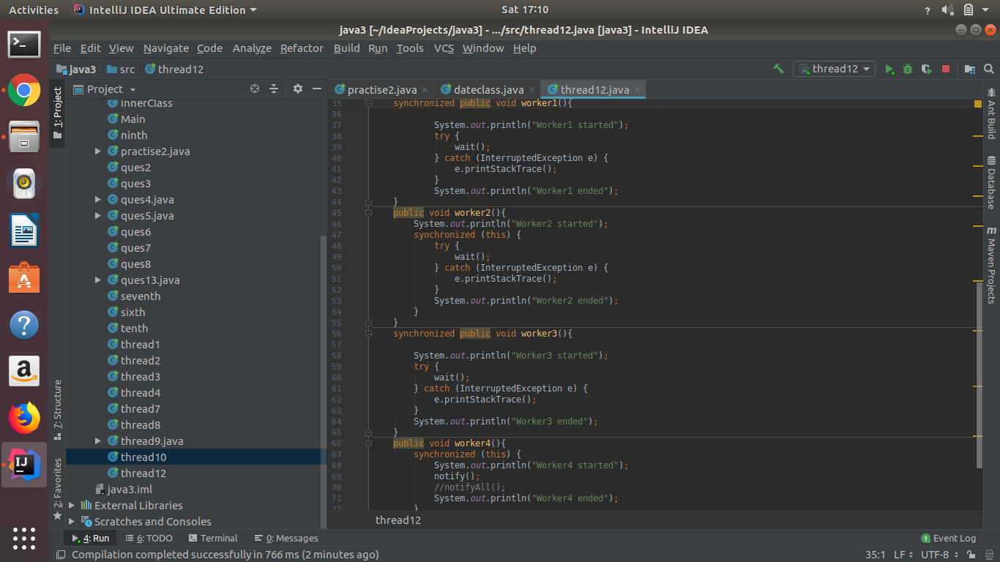 Activities IntelliJ IDEA Ultimate Edition Sat 17:10 ?
java3 [~/IdeaProjects/java3] - .../src/thread12.java [java3] - IntelliJ IDEA
File Edit View Navigate Code Analyze Refactor Build Run Tools VCS Window Help
java3 src thread12 thread12
Project
practise2.java dateclass.java thread12.java
1: Project
7: Structure
2: Favorites
innerClass
Main
ninth
practise2.java
ques2
ques3
ques4.java
ques5.java
ques6
ques7
ques8
ques13.java
seventh
sixth
tenth
thread1
thread2
thread3
thread4
thread7
thread8
thread9.java
thread10
thread12
java3.iml
External Libraries
Scratches and Consoles
35 synchronized public void worker1(){
36
37 System.out.println("Worker1 started");
38 try {
39 wait();
40 } catch (InterruptedException e) {
41 e.printStackTrace();
42 }
43 System.out.println("Worker1 ended");
44 }
45 public void worker2(){
46 System.out.println("Worker2 started");
47 synchronized (this) {
48 try {
49 wait();
50 } catch (InterruptedException e) {
51 e.printStackTrace();
52 }
53 System.out.println("Worker2 ended");
54 }
55 }
56 synchronized public void worker3(){
57
58 System.out.println("Worker3 started");
59 try {
60 wait();
61 } catch (InterruptedException e) {
62 e.printStackTrace();
63 }
64 System.out.println("Worker3 ended");
65 }
66 public void worker4(){
67 synchronized (this) {
68 System.out.println("Worker4 started");
69 notify();
70 //notifyAll();
71 System.out.println("Worker4 ended");
72 }
thread12
Ant Build
Database
m Maven Projects
4: Run 6: TODO Terminal 0: Messages 1 Event Log
Compilation completed successfully in 766 ms (2 minutes ago) 35:1 LF UTF-8